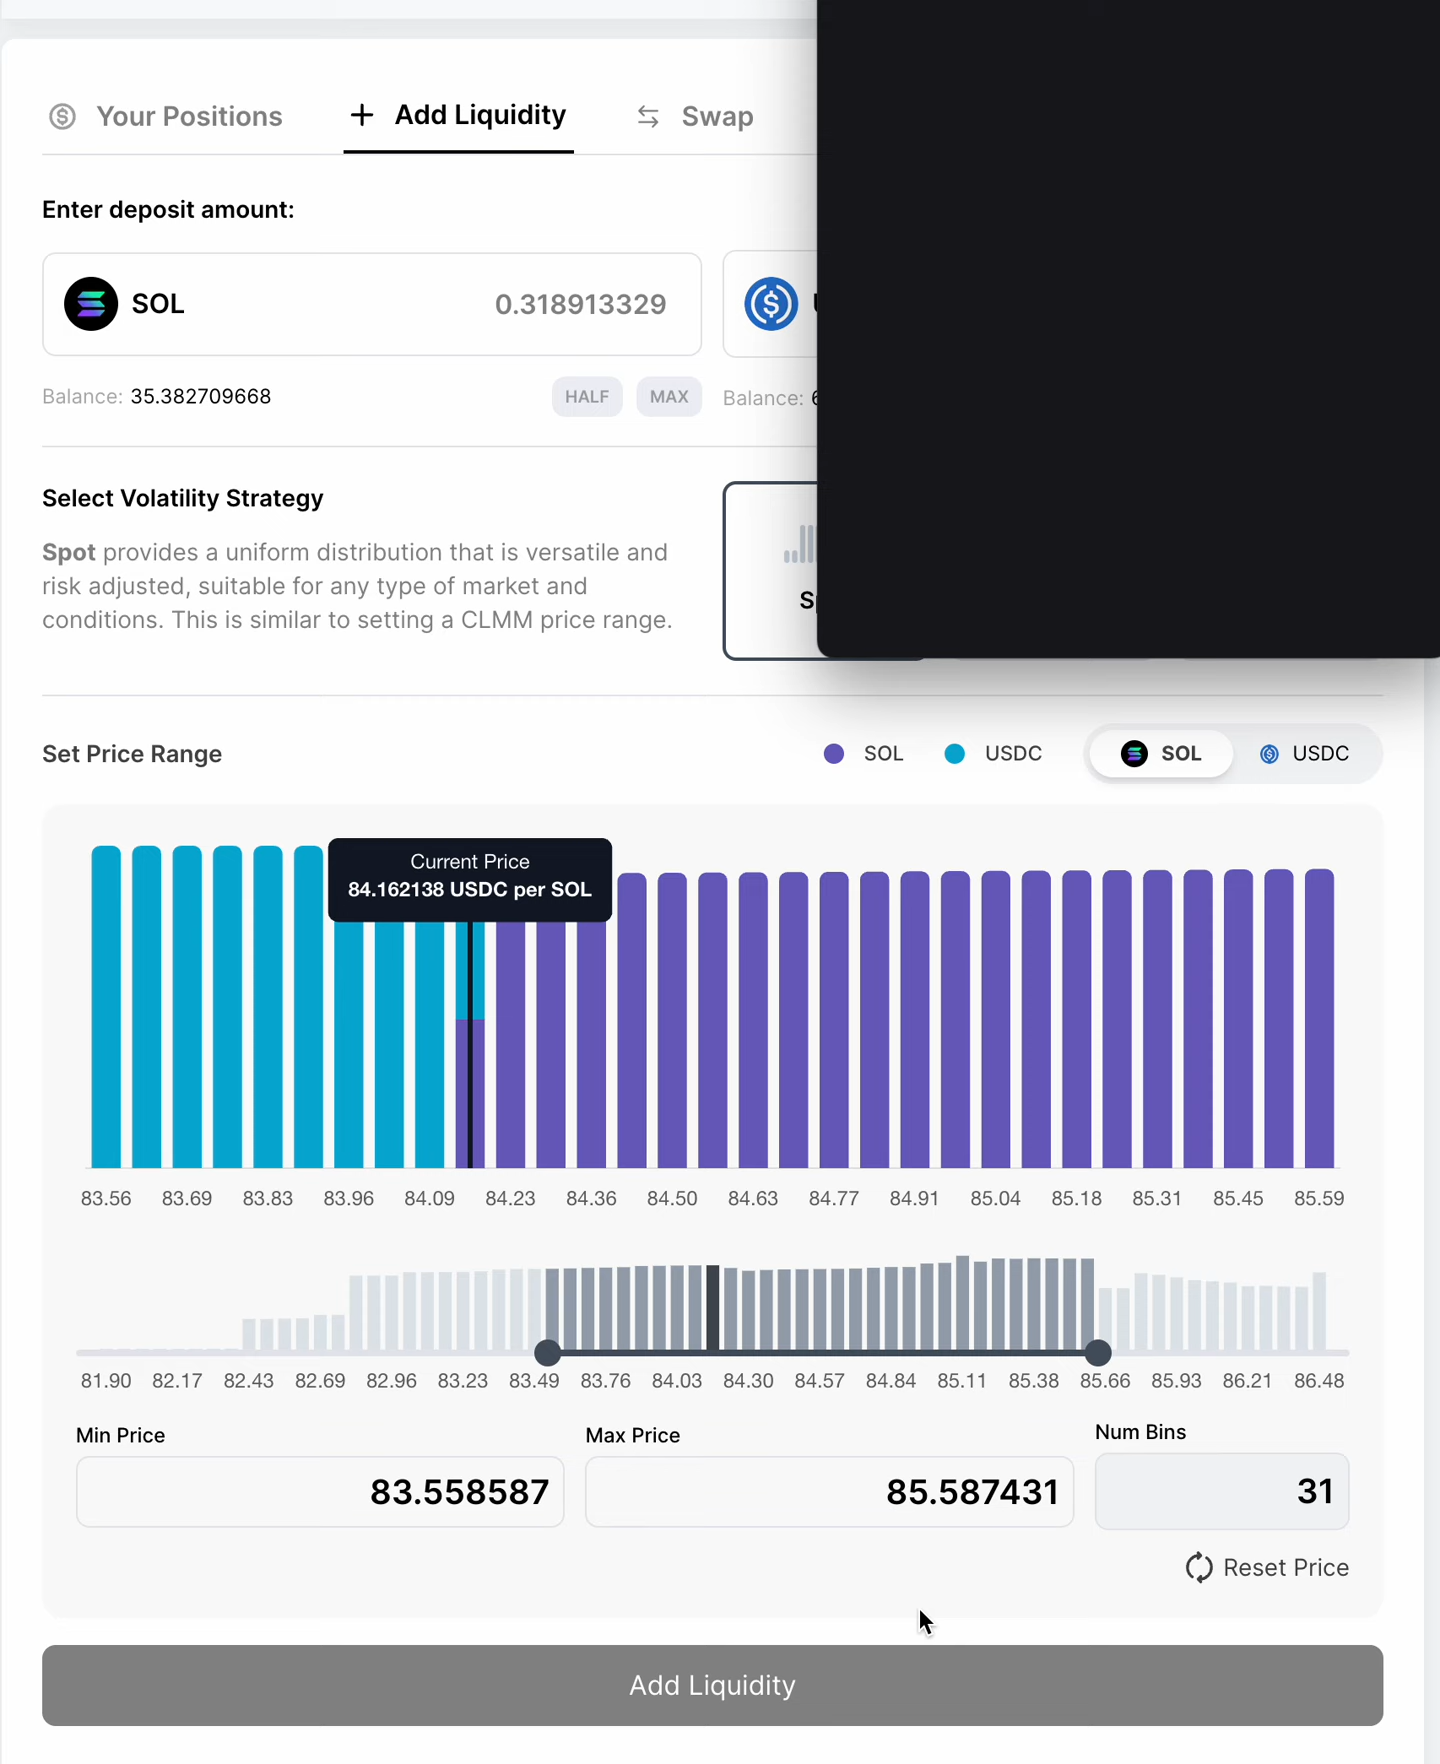 Your Positions
Add Liquidity
Swap
Enter deposit amount:
SOL
0.318913329
Balance: 35.382709668
HALF
MAX
Balance:
Select Volatility Strategy
Spot provides a uniform distribution that is versatile and
risk adjusted, suitable for any type of market and
conditions. This is similar to setting a CLMM price range.
Set Price Range
SOL
USDC
SOL
USDC
Current Price
84.162138 USDC per SOL
83.56 83.69 83.83 83.96 84.09 84.23 84.36 84.50 84.63 84.77 84.91 85.04 85.18 85.31 85.45 85.59
81.90 82.17 82.43 82.69 82.96 83.23 83.49 83.76 84.03 84.30 84.57 84.84 85.11 85.38 85.66 85.93 86.21 86.48
Min Price
83.558587
Max Price
85.587431
Num Bins
31
Reset Price
Add Liquidity